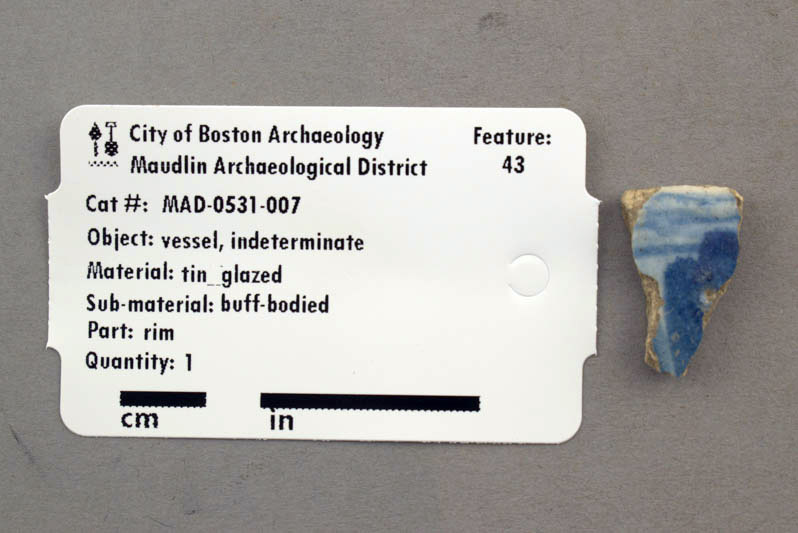 City of Boston Archaeology
Maudlin Archaeological District
Feature:
43
Cat #: MAD-0531-007
Object: vessel, indeterminate
Material: tin_glazed
Sub-material: buff-bodied
Part: rim
Quantity: 1
cm in